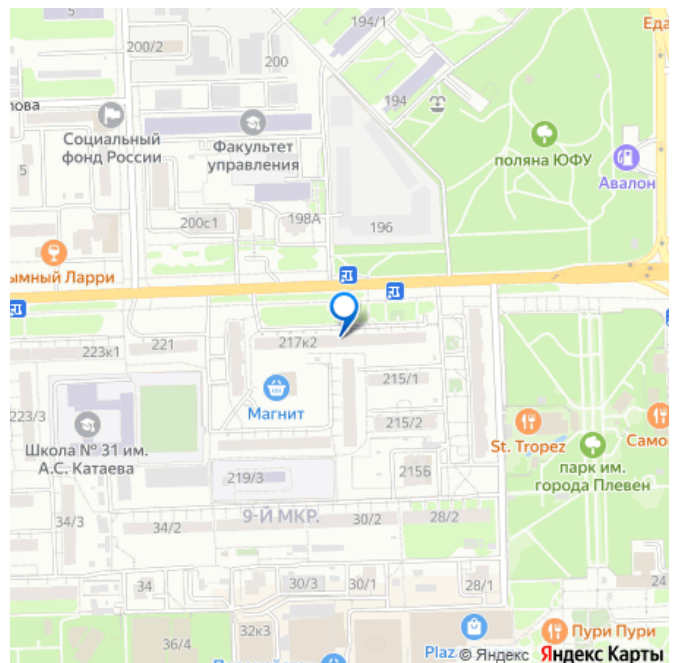 194/1
Еда
200/2
200
пова
194
Социальный
фонд России
Факультет
управления
поляна ЮФУ
Авалон
5
5
200с1
198А
196
ымный Ларри
223к1
221
217к2
215/1
Магнит
223/3
215/2
St. Tropez
Само
Школа № 31 им.
А.С. Катаева
парк им.
города Плевен
219/3
215Б
9-Й МКР.
34/3
34/2
30/2
28/2
34
30/3
30/1
28/1
24
32к3
36/4
Plaz
Пури Пури
© Яндекс Яндекс Карты